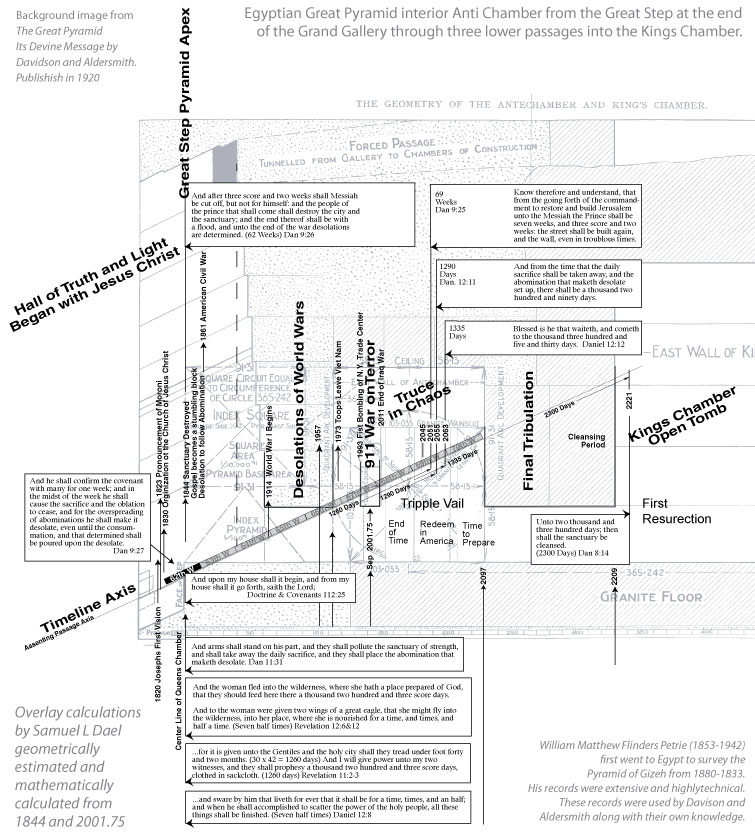 Background image from
The Great Pyramid
Its Devine Message by
Davidson and Aldersmith.
Publishish in 1920
Egyptian Great Pyramid interior Anti Chamber from the Great Step at the end
of the Grand Gallery through three lower passages into the Kings Chamber.
THE GEOMETRY OF THE ANTECHAMBER AND KING'S CHAMBER.
Great Step Pyramid Apex
FORCED PASSAGE
TUNNELLED FROM GALLERY TO CHAMBERS OF CONSTRUCTION
And after three score and two weeks shall Messiah
be cut off, but not for himself: and the people of
the prince that shall come shall destroy the city and
the sanctuary; and the end thereof shall be with
a flood, and unto the end of the war desolations
are determined. (62 Weeks) Dan 9:26
69
Weeks
Dan 9:25
Know therefore and understand, that
from the going forth of the command-
ment to restore and build Jerusalem
unto the Messiah the Prince shall be
seven weeks, and three score and two
weeks: the street shall be built again,
and the wall, even in troublous times.
1290
Days
Dan. 12:11
And from the time that the daily
sacrifice shall be taken away, and the
abomination that maketh desolate
set up, there shall be a thousand two
hundred and ninety days.
1335
Days
Blessed is he that waiteth, and cometh
to the thousand three hundred and
five and thirty days. Daniel 12:12
Hall of Truth and Light
Began with Jesus Christ
EAST WALL OF KI
CEILING
58·15
1823 Pronouncement of Moroni
1830 Orginization of the Church of Jesus Christ
1844 Sanctuary Destroyed
Gospel becomes a stumbling block
Desolation to follow Abomination
1861 American Civil War
1914 World War I Begins
Desolations of World Wars
1957
1973 Toops Leave Viet Nam
1993 Fist Bombing of N.Y. Trade Center
911 War on Terror
2011 End of Iraq War
Truce
In Chaos
2045
2051
2053
2063
Final Tribulation
2300 Days
Cleansing
Period
2221
Kings Chamber
Open Tomb
SQUARE CIRCUIT EQUAL
TO CIRCUMFERENCE
OF CIRCLE 365·242
INDEX SQUARE
SQUARE
AREA
PYRAMID BASE AREA
91·31
INDEX
PYRAMID
QUADRANT ARC DEVELOPMENT
1260 Days
1290 Days
1335 Days
And he shall confirm the covenant
with many for one week; and in
the midst of the week he shall
cause the sacrifice and the oblation
to cease, and for the overspreading
of abominations he shall make it
desolate, even until the consum-
mation, and that determined shall
be poured upon the desolate.
Dan 9:27
Tripple Vail
End
of
Time
Redeem
in
America
Time
to
Prepare
First
Resurection
Unto two thousand and
three hundred days; then
shall the sanctuary be
cleansed.
(2300 Days) Dan 8:14
Sep 2001.75
2097
2209
365·242
GRANITE FLOOR
103·033
Timeline Axis
Assenting Passage Axis
And upon my house shall it begin, and from my
house shall it go forth, saith the Lord;
Doctrine & Covenants 112:25
1820 Josephs First Vision
Center Line of Queens Chamber
And arms shall stand on his part, and they shall pollute the sanctuary of strength,
and shall take away the daily sacrifice, and they shall place the abomination that
maketh desolate. Dan 11:31
And the woman fled into the wilderness, where she hath a place prepared of God,
that they should feed here there a thousand two hundred and three score days.
And to the woman were given two wings of a great eagle, that she might fly into
the wilderness, into her place, where she is nourished for a time, and times, and
half a time. (Seven half times) Revelation 12:6&12
...for it is given unto the Gentiles and the holy city shall they tread under foot forty
and two months. (30 x 42 = 1260 days) And I will give power unto my two
witnesses, and they shall prophesy a thousand two hundred and three score days,
clothed in sackcloth. (1260 days) Revelation 11:2-3
...and sware by him that liveth for ever that it shall be for a time, times, and an half;
and when he shall accomplished to scatter the power of the holy people, all these
things shall be finished. (Seven half times) Daniel 12:8
Overlay calculations
by Samuel L Dael
geometrically
estimated and
mathematically
calculated from
1844 and 2001.75
William Matthew Flinders Petrie (1853-1942)
first went to Egypt to survey the
Pyramid of Gizeh from 1880-1833.
His records were extensive and highlytechnical.
These records were used by Davison and
Aldersmith along with their own knowledge.